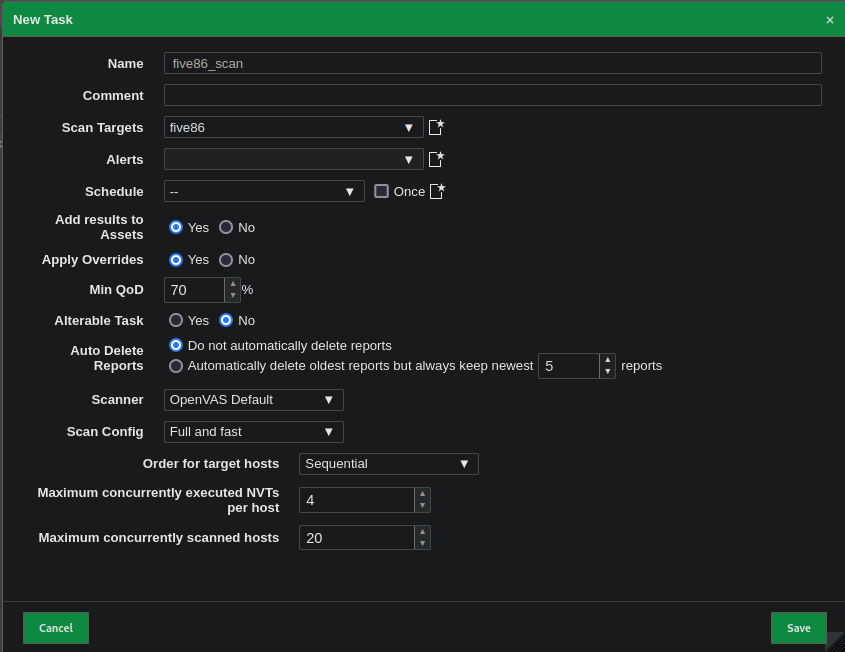 New Task ×
Name five86_scan
Comment
Scan Targets five86 ▼
Alerts ▼
Schedule -- ▼ Once
Add results to
Assets
Yes No
Apply Overrides Yes No
Min QoD 70 %
Alterable Task Yes No
Auto Delete
Reports
Do not automatically delete reports
Automatically delete oldest reports but always keep newest 5 reports
Scanner OpenVAS Default ▼
Scan Config Full and fast ▼
Order for target hosts Sequential ▼
Maximum concurrently executed NVTs
per host
4
Maximum concurrently scanned hosts 20
Cancel Save